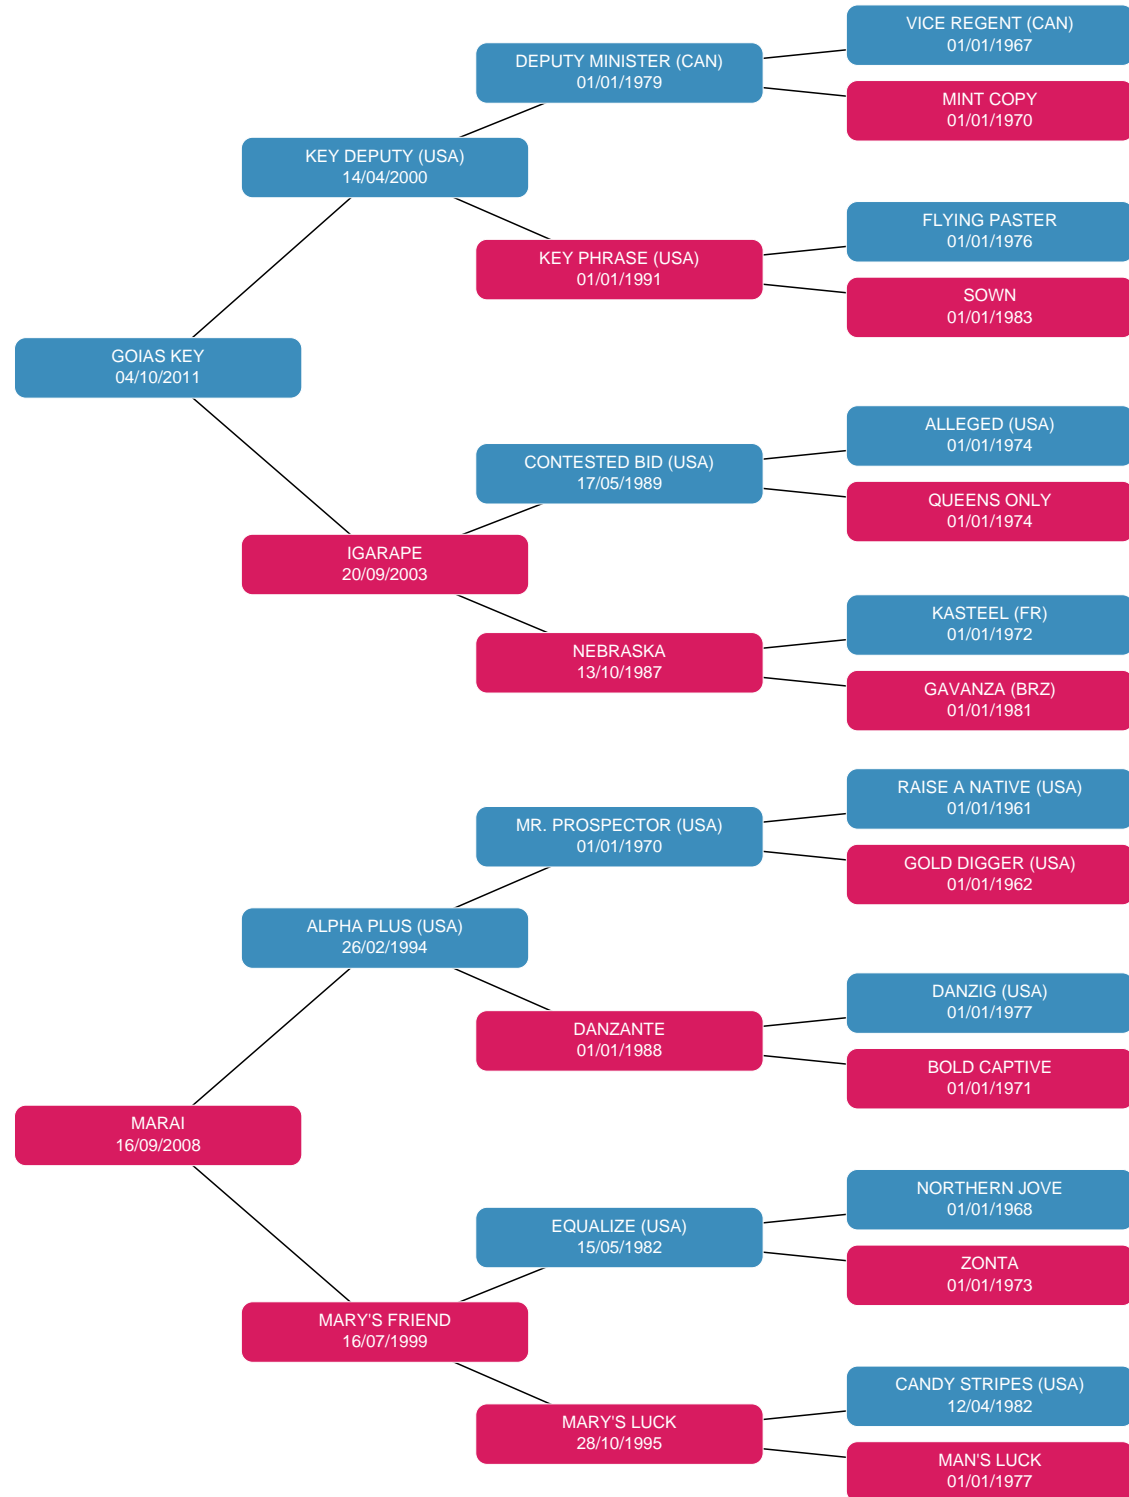 VICE REGENT (CAN)
01/01/1967
DEPUTY MINISTER (CAN)
01/01/1979
MINT COPY
01/01/1970
KEY DEPUTY (USA)
14/04/2000
FLYING PASTER
01/01/1976
KEY PHRASE (USA)
01/01/1991
SOWN
01/01/1983
GOIAS KEY
04/10/2011
ALLEGED (USA)
01/01/1974
CONTESTED BID (USA)
17/05/1989
QUEENS ONLY
01/01/1974
IGARAPE
20/09/2003
KASTEEL (FR)
01/01/1972
NEBRASKA
13/10/1987
GAVANZA (BRZ)
01/01/1981
RAISE A NATIVE (USA)
01/01/1961
MR. PROSPECTOR (USA)
01/01/1970
GOLD DIGGER (USA)
01/01/1962
ALPHA PLUS (USA)
26/02/1994
DANZIG (USA)
01/01/1977
DANZANTE
01/01/1988
BOLD CAPTIVE
01/01/1971
MARAI
16/09/2008
NORTHERN JOVE
01/01/1968
EQUALIZE (USA)
15/05/1982
ZONTA
01/01/1973
MARY'S FRIEND
16/07/1999
CANDY STRIPES (USA)
12/04/1982
MARY'S LUCK
28/10/1995
MAN'S LUCK
01/01/1977